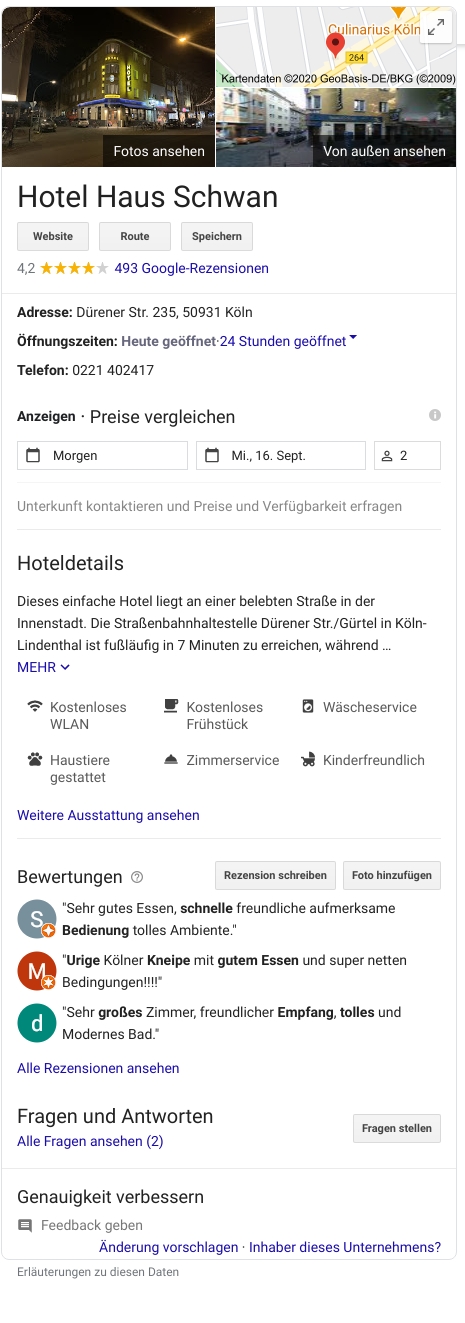 Culinarius Köln
264
Kartendaten ©2020 GeoBasis-DE/BKG (©2009)
HOTEL
Fotos ansehen
Von außen ansehen
Hotel Haus Schwan
Website Route Speichern
4,2 493 Google-Rezensionen
Adresse: Dürener Str. 235, 50931 Köln
Öffnungszeiten: Heute geöffnet·24 Stunden geöffnet
Telefon: 0221 402417
Anzeigen · Preise vergleichen
Morgen Mi., 16. Sept. 2
Unterkunft kontaktieren und Preise und Verfügbarkeit erfragen
Hoteldetails
Dieses einfache Hotel liegt an einer belebten Straße in der
Innenstadt. Die Straßenbahnhaltestelle Dürener Str./Gürtel in Köln-
Lindenthal ist fußläufig in 7 Minuten zu erreichen, während ...
MEHR
Kostenloses WLAN
Kostenloses Frühstück
Wäscheservice
Haustiere gestattet
Zimmerservice
Kinderfreundlich
Weitere Ausstattung ansehen
Bewertungen Rezension schreiben Foto hinzufügen
S "Sehr gutes Essen, schnelle freundliche aufmerksame
Bedienung tolles Ambiente."
M "Urige Kölner Kneipe mit gutem Essen und super netten
Bedingungen!!!!"
d "Sehr großes Zimmer, freundlicher Empfang, tolles und
Modernes Bad."
Alle Rezensionen ansehen
Fragen und Antworten
Alle Fragen ansehen (2)
Fragen stellen
Genauigkeit verbessern
Feedback geben
Änderung vorschlagen · Inhaber dieses Unternehmens?
Erläuterungen zu diesen Daten